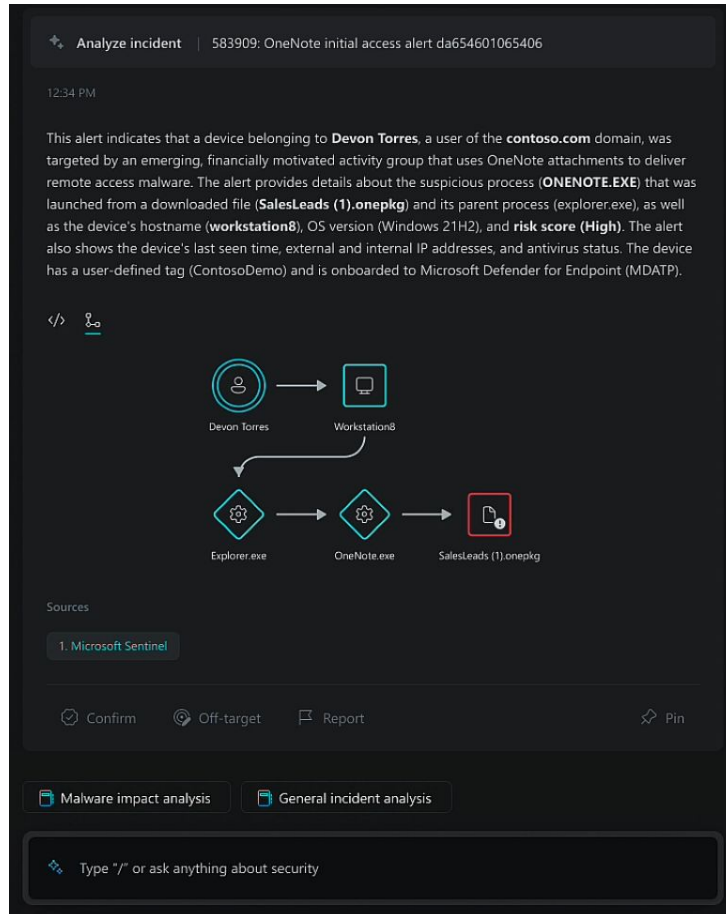 Analyze incident | 583909: OneNote initial access alert da654601065406
12:34 PM
This alert indicates that a device belonging to Devon Torres, a user of the contoso.com domain, was
targeted by an emerging, financially motivated activity group that uses OneNote attachments to deliver
remote access malware. The alert provides details about the suspicious process (ONENOTE.EXE) that was
launched from a downloaded file (SalesLeads (1).onepkg) and its parent process (explorer.exe), as well
as the device's hostname (workstation8), OS version (Windows 21H2), and risk score (High). The alert
also shows the device's last seen time, external and internal IP addresses, and antivirus status. The device
has a user-defined tag (ContosoDemo) and is onboarded to Microsoft Defender for Endpoint (MDATP).
Devon Torres
Workstation8
Explorer.exe
OneNote.exe
SalesLeads (1).onepkg
Sources
1. Microsoft Sentinel
Confirm
Off-target
Report
Pin
Malware impact analysis
General incident analysis
Type "/" or ask anything about security